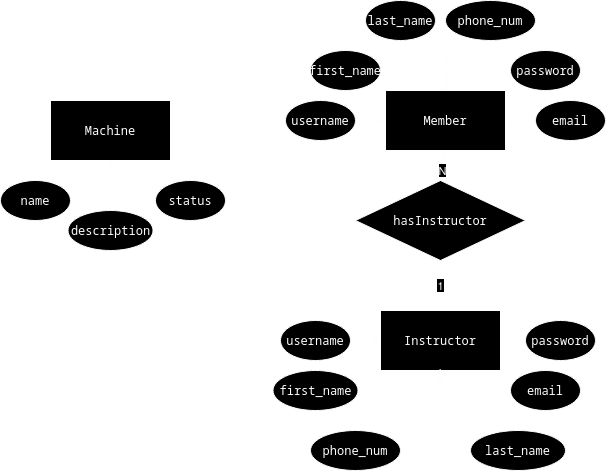 last_name
phone_num
first_name
password
username
Member
email
Machine
N
name
status
description
hasInstructor
1
username
Instructor
password
first_name
email
phone_num
last_name